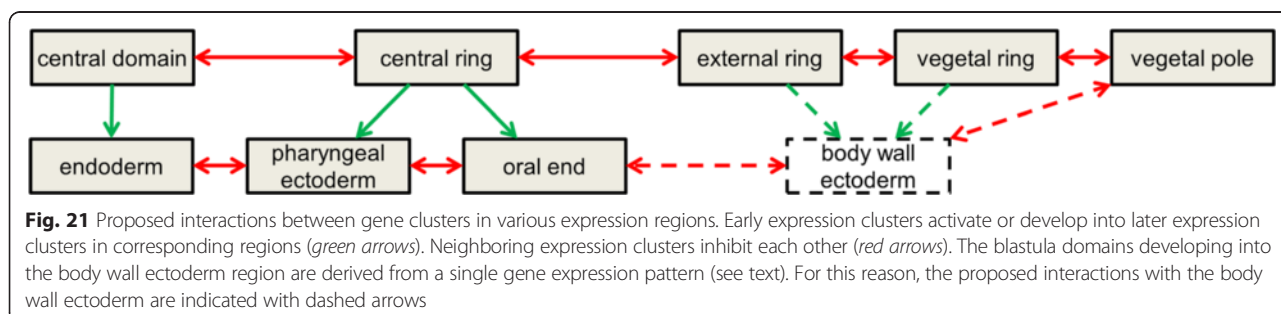 central domain
central ring
external ring
vegetal ring
vegetal pole
endoderm
pharyngeal
ectoderm
oral end
body wall
ectoderm
Fig. 21 Proposed interactions between gene clusters in various expression regions. Early expression clusters activate or develop into later expression
clusters in corresponding regions (green arrows). Neighboring expression clusters inhibit each other (red arrows). The blastula domains developing into
the body wall ectoderm region are derived from a single gene expression pattern (see text). For this reason, the proposed interactions with the body
wall ectoderm are indicated with dashed arrows